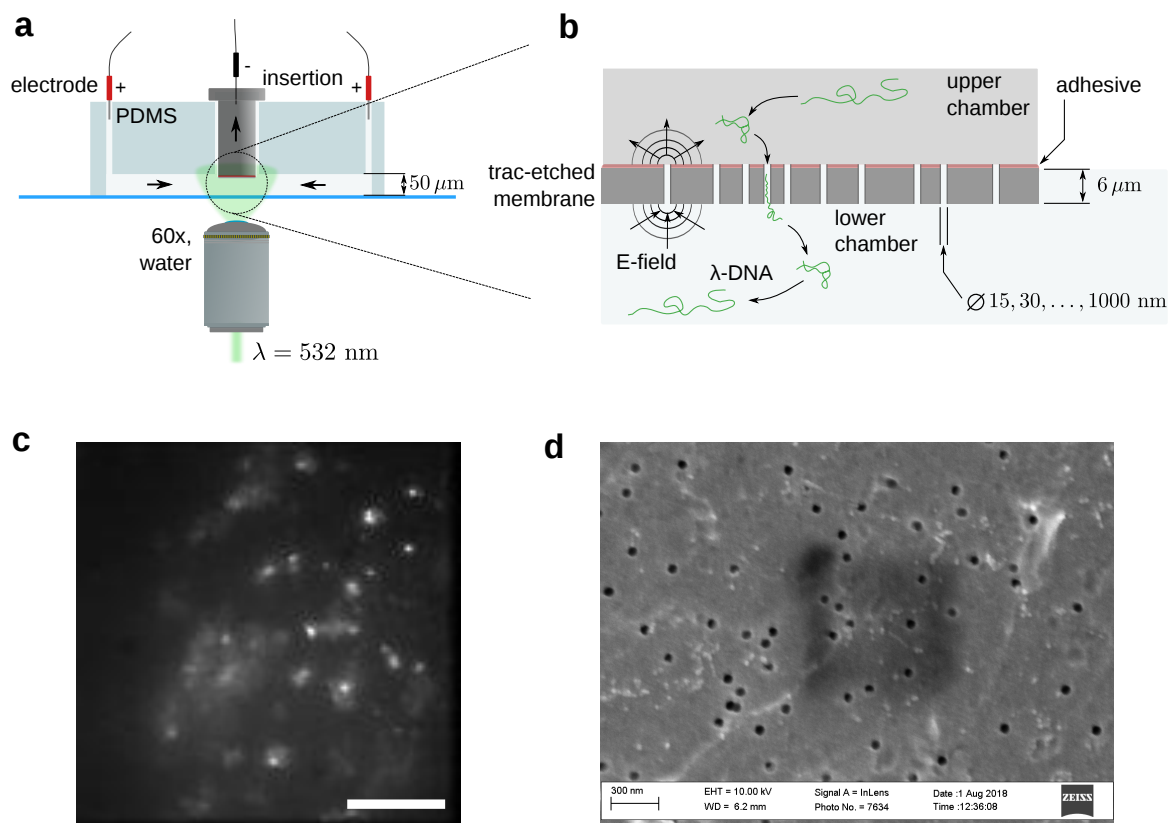 a
electrode
+
-
insertion
+
PDMS
50 μm
60x,
water
λ = 532 nm
b
upper
chamber
adhesive
trac-etched
membrane
6 μm
lower
chamber
E-field
λ-DNA
∅ 15, 30, . . . , 1000 nm
c
d
300 nm
EHT = 10.00 kV
WD = 6.2 mm
Signal A = InLens
Photo No. = 7634
Date :1 Aug 2018
Time :12:36:08
ZEISS